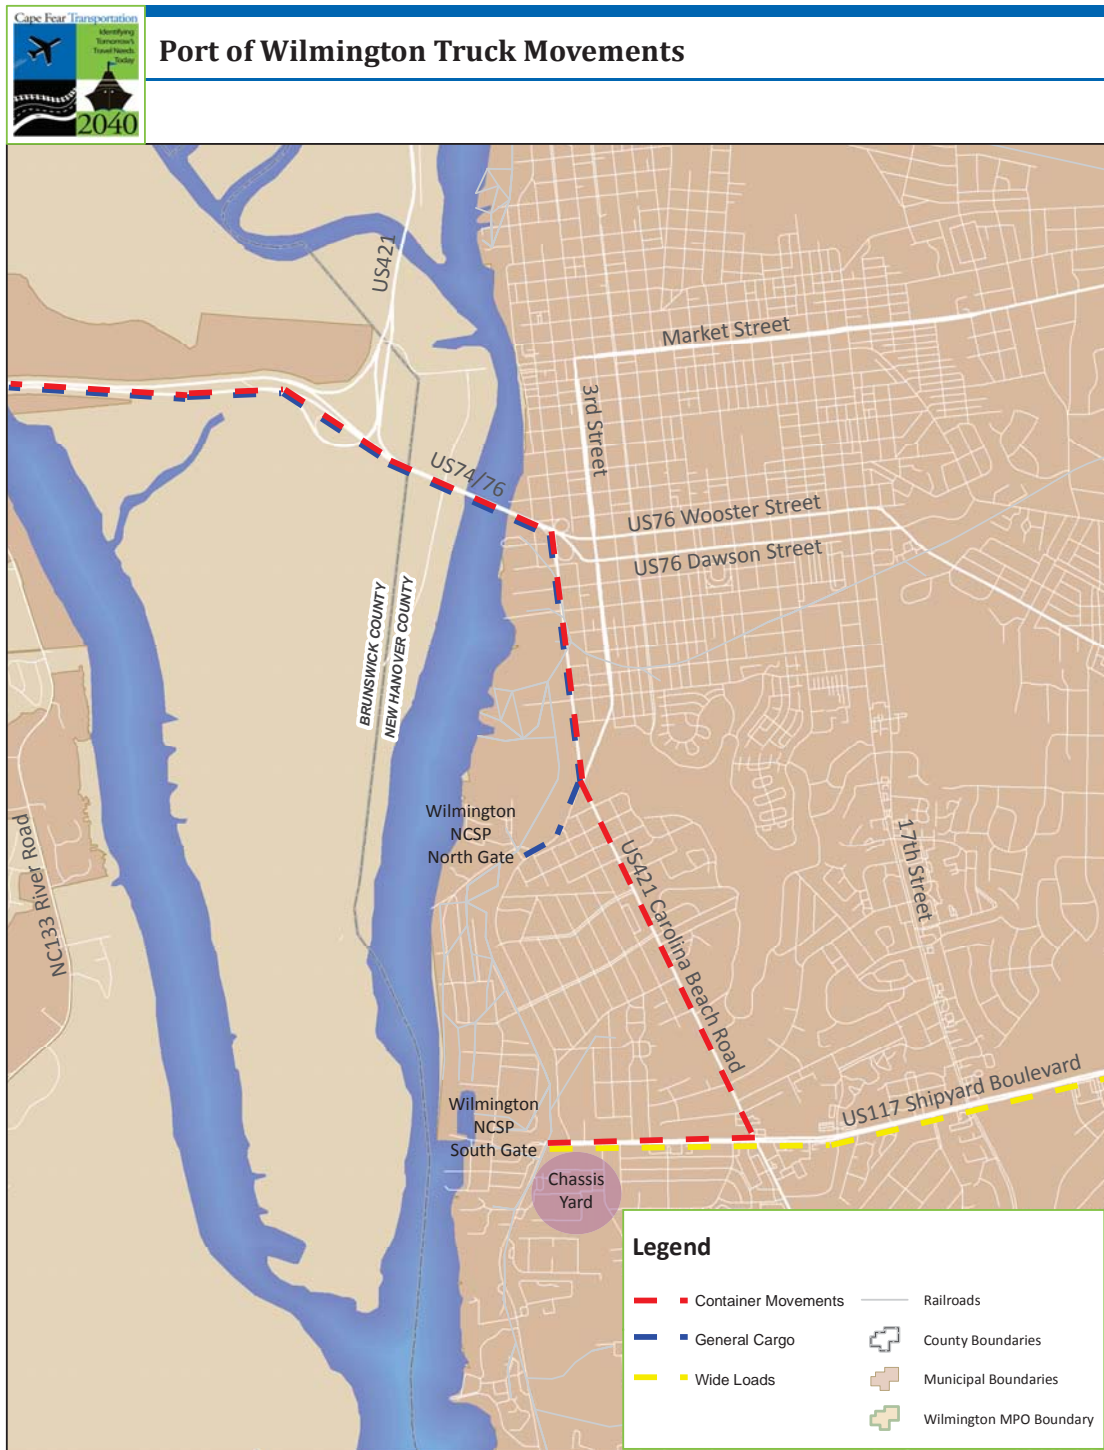 Cape Fear Transportation
Identifying
Tomorrow's
Travel Needs
Today
2040
Port of Wilmington Truck Movements
US421
Market Street
3rd Street
US74/76
US76 Wooster Street
US76 Dawson Street
BRUNSWICK COUNTY
NEW HANOVER COUNTY
Wilmington
NCSP
North Gate
NC133 River Road
US421 Carolina Beach Road
17th Street
Wilmington
NCSP
South Gate
US117 Shipyard Boulevard
Chassis
Yard
Legend
Container Movements
General Cargo
Wide Loads
Railroads
County Boundaries
Municipal Boundaries
Wilmington MPO Boundary